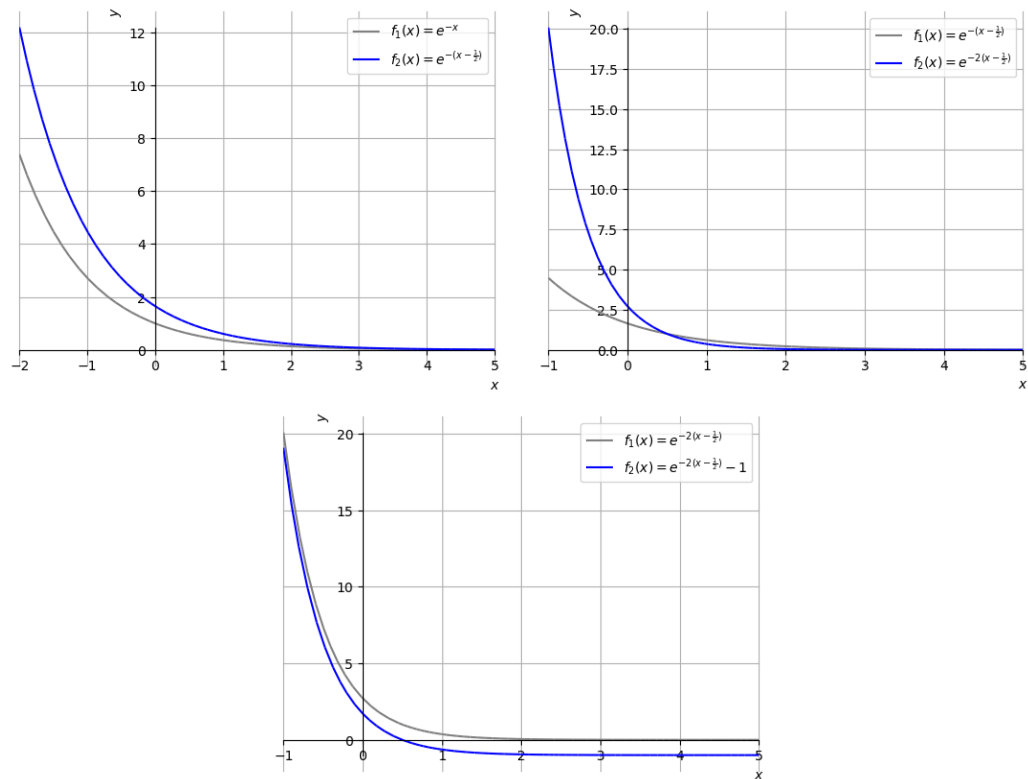 y
12
10
8
6
4
2
0
−2 −1 0 1 2 3 4 5
x
f₁(x) = e^{−x}
f₂(x) = e^{−(x−½)}
y
20.0
17.5
15.0
12.5
10.0
7.5
5.0
2.5
0.0
−1 0 1 2 3 4 5
x
f₁(x) = e^{−(x−½)}
f₂(x) = e^{−2(x−½)}
y
20
15
10
5
0
−1 0 1 2 3 4 5
x
f₁(x) = e^{−2(x−½)}
f₂(x) = e^{−2(x−½)} − 1